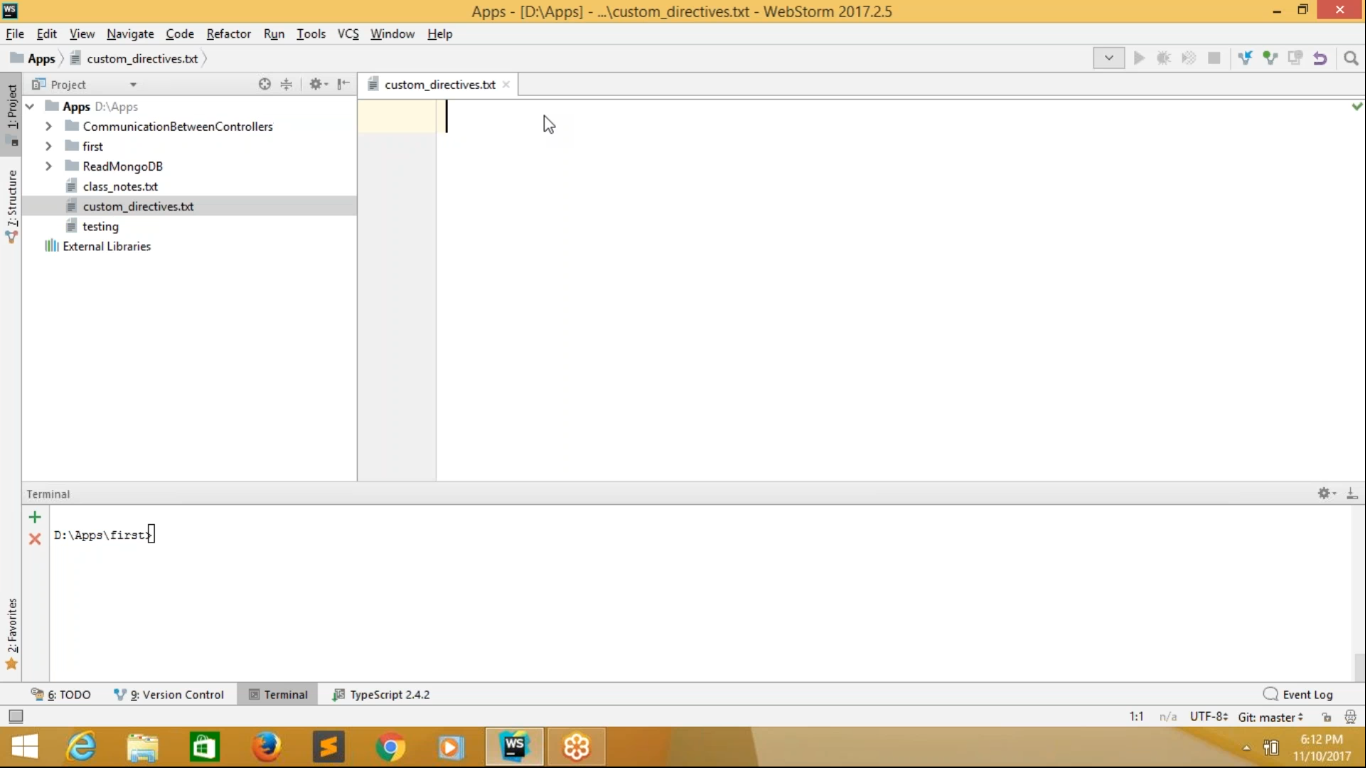 WS
Apps - [D:\Apps] - ...\custom_directives.txt - WebStorm 2017.2.5
File Edit View Navigate Code Refactor Run Tools VCS Window Help
Apps custom_directives.txt
1: Project
Project
custom_directives.txt
Apps D:\Apps
CommunicationBetweenControllers
first
ReadMongoDB
class_notes.txt
custom_directives.txt
testing
External Libraries
7: Structure
Terminal
D:\Apps\first>
2: Favorites
6: TODO 9: Version Control Terminal TypeScript 2.4.2 Event Log
1:1 n/a UTF-8 Git: master
WS
6:12 PM
11/10/2017